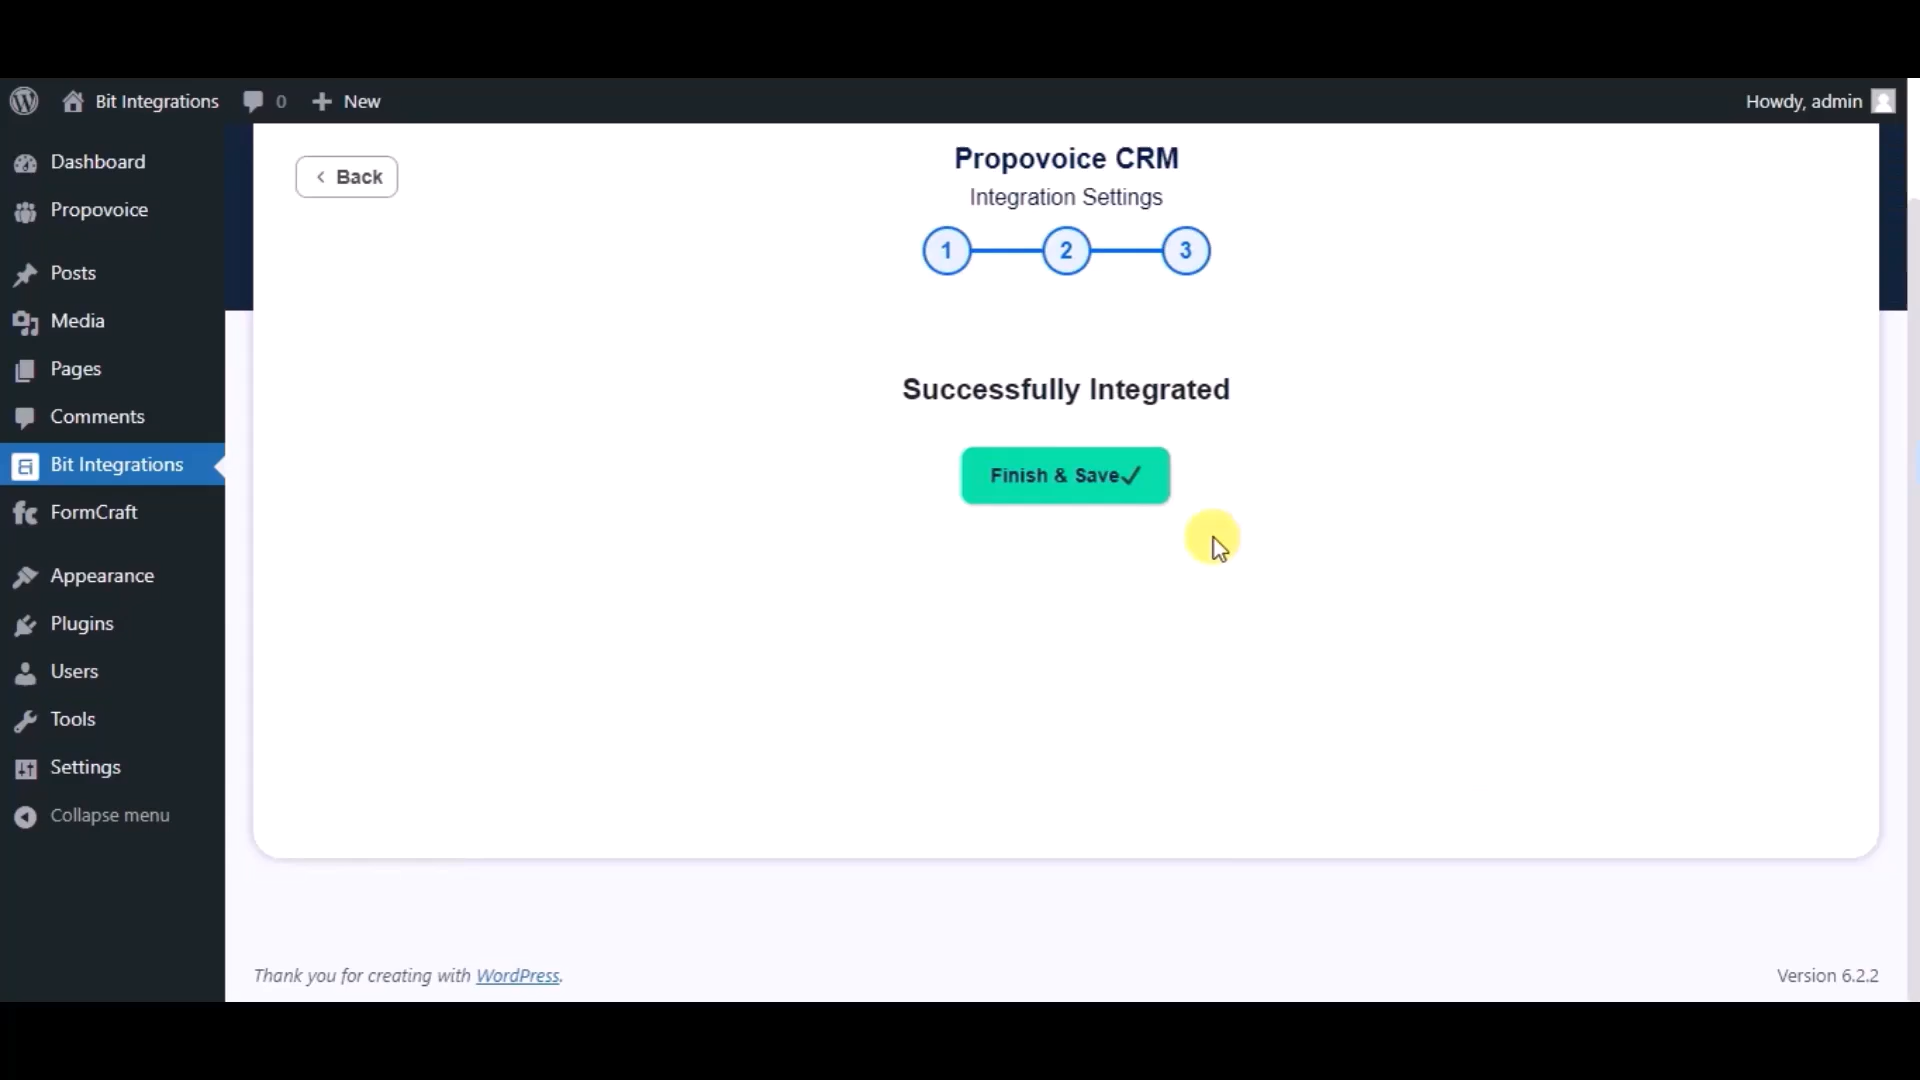 Bit Integrations 0 + New Howdy, admin
Dashboard
Propovoice
Posts
Media
Pages
Comments
Bit Integrations
FormCraft
Appearance
Plugins
Users
Tools
Settings
Collapse menu
< Back
Propovoice CRM
Integration Settings
1 2 3
Successfully Integrated
Finish & Save✓
Thank you for creating with WordPress.
Version 6.2.2